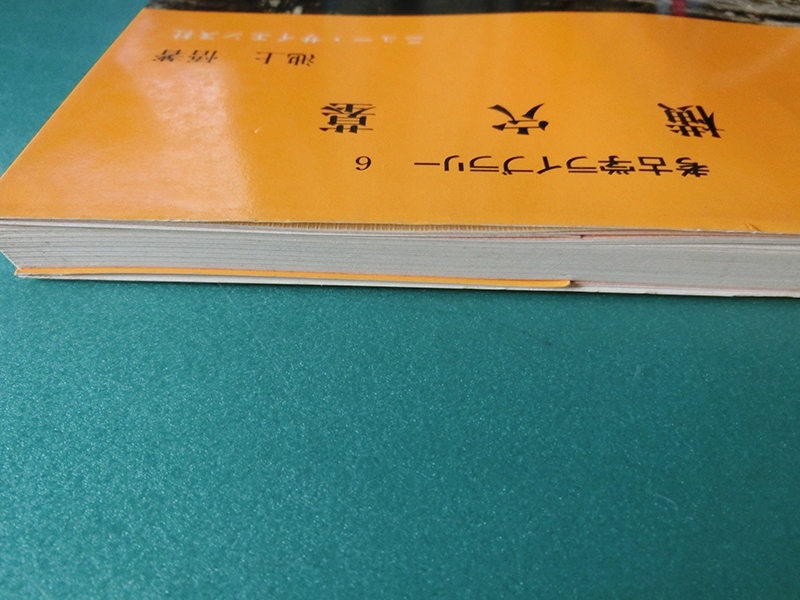 考古学ライブラリー 6
横穴墓
池上 悟著
ニュー・サイエンス社